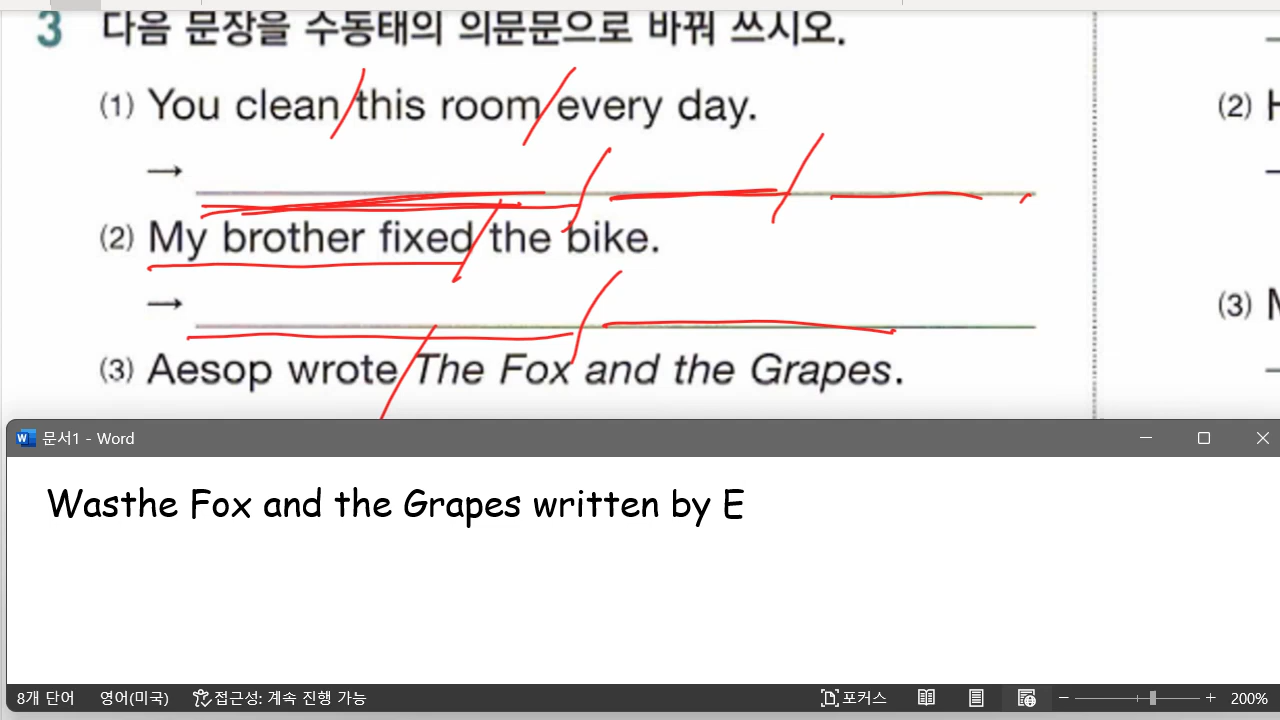 3 다음 문장을 수동태의 의문문으로 바꿔 쓰시오.
(1) You clean this room every day.
→
(2) My brother fixed the bike.
→
(3) Aesop wrote The Fox and the Grapes.
(2) H
(3)
문서1 - Word
Wasthe Fox and the Grapes written by E
8개 단어 영어(미국) 접근성: 계속 진행 가능 포커스 200%